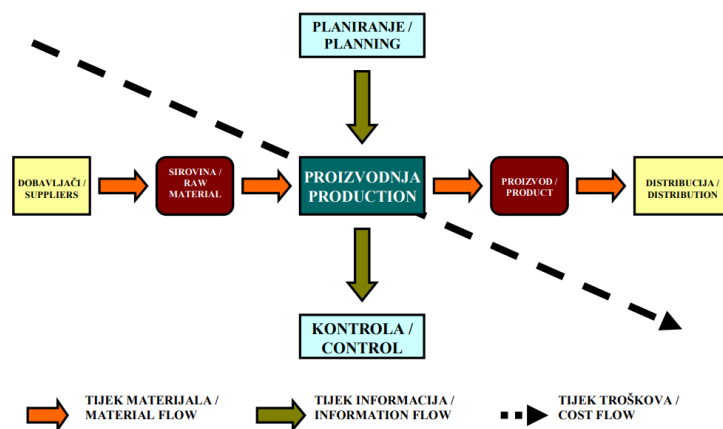 PLANIRANJE /
PLANNING
DOBAVLJAČI /
SUPPLIERS
SIROVINA /
RAW
MATERIAL
PROIZVODNJA
PRODUCTION
PROIZVOD /
PRODUCT
DISTRIBUCIJA /
DISTRIBUTION
KONTROLA /
CONTROL
TIJEK MATERIJALA /
MATERIAL FLOW
TIJEK INFORMACIJA /
INFORMATION FLOW
TIJEK TROŠKOVA /
COST FLOW